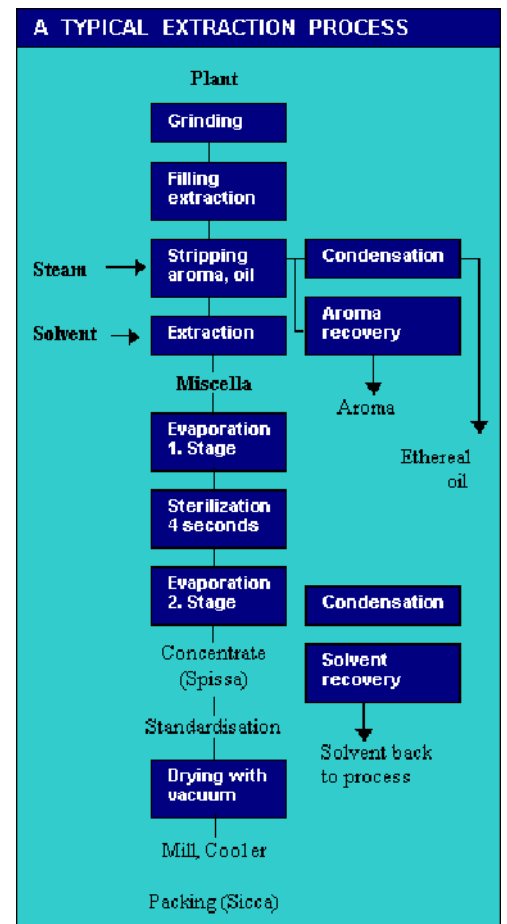 A TYPICAL EXTRACTION PROCESS
Plant
Grinding
Filling
extraction
Steam
Stripping
aroma, oil
Condensation
Solvent
Extraction
Aroma
recovery
Miscella
Aroma
Evaporation
1. Stage
Ethereal
oil
Sterilization
4 seconds
Evaporation
2. Stage
Condensation
Concentrate
(Spissa)
Solvent
recovery
Standardisation
Solvent back
to process
Drying with
vacuum
Mill, Cooler
Packing (Sicca)